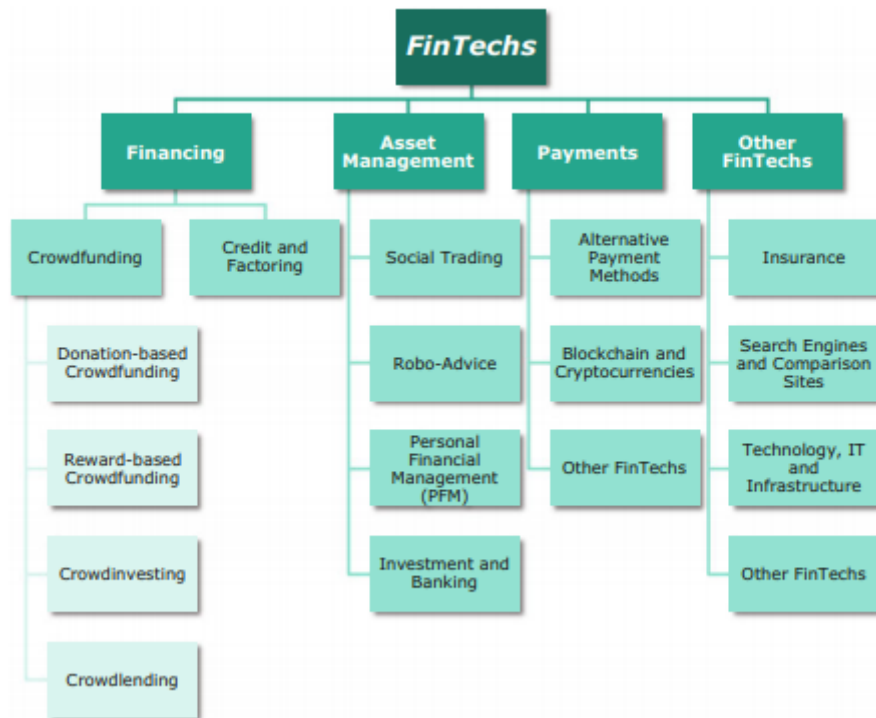 FinTechs
Financing
Asset
Management
Payments
Other
FinTechs
Crowdfunding
Credit and
Factoring
Social Trading
Alternative
Payment
Methods
Insurance
Donation-based
Crowdfunding
Robo-Advice
Blockchain and
Cryptocurrencies
Search Engines
and Comparison
Sites
Reward-based
Crowdfunding
Personal
Financial
Management
(PFM)
Other FinTechs
Technology, IT
and
Infrastructure
Crowdinvesting
Investment and
Banking
Other FinTechs
Crowdlending